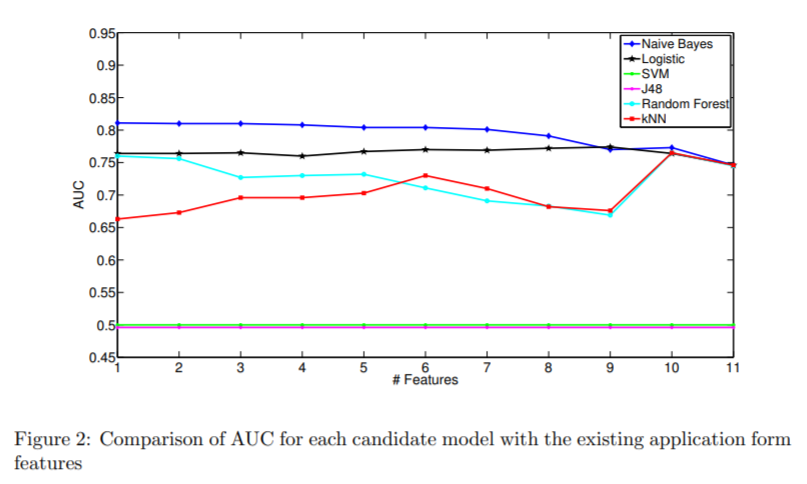 0.95
0.9
0.85
0.8
0.75
0.7
0.65
0.6
0.55
0.5
0.45
AUC
Naive Bayes
Logistic
SVM
J48
Random Forest
kNN
1 2 3 4 5 6 7 8 9 10 11
# Features
Figure 2: Comparison of AUC for each candidate model with the existing application form
features